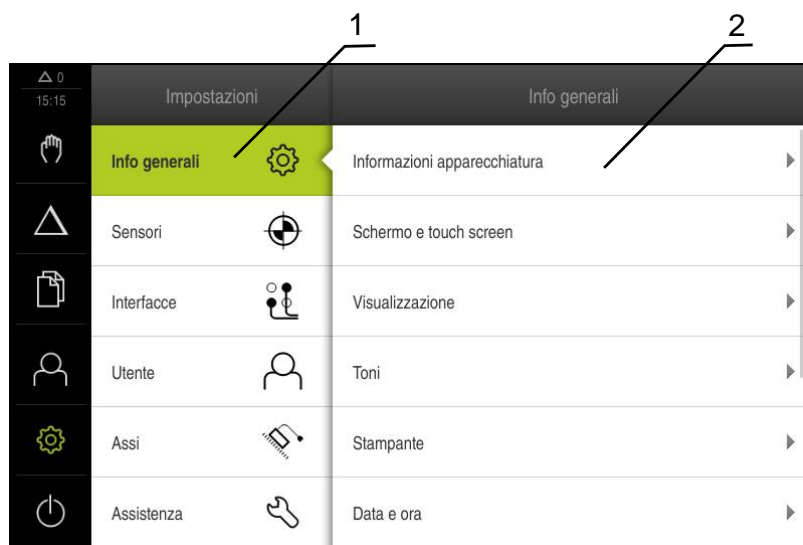 1
2
△ 0
15:15
Impostazioni
Info generali
Info generali
Sensori
Interfacce
Utente
Assi
Assistenza
Informazioni apparecchiatura
Schermo e touch screen
Visualizzazione
Toni
Stampante
Data e ora